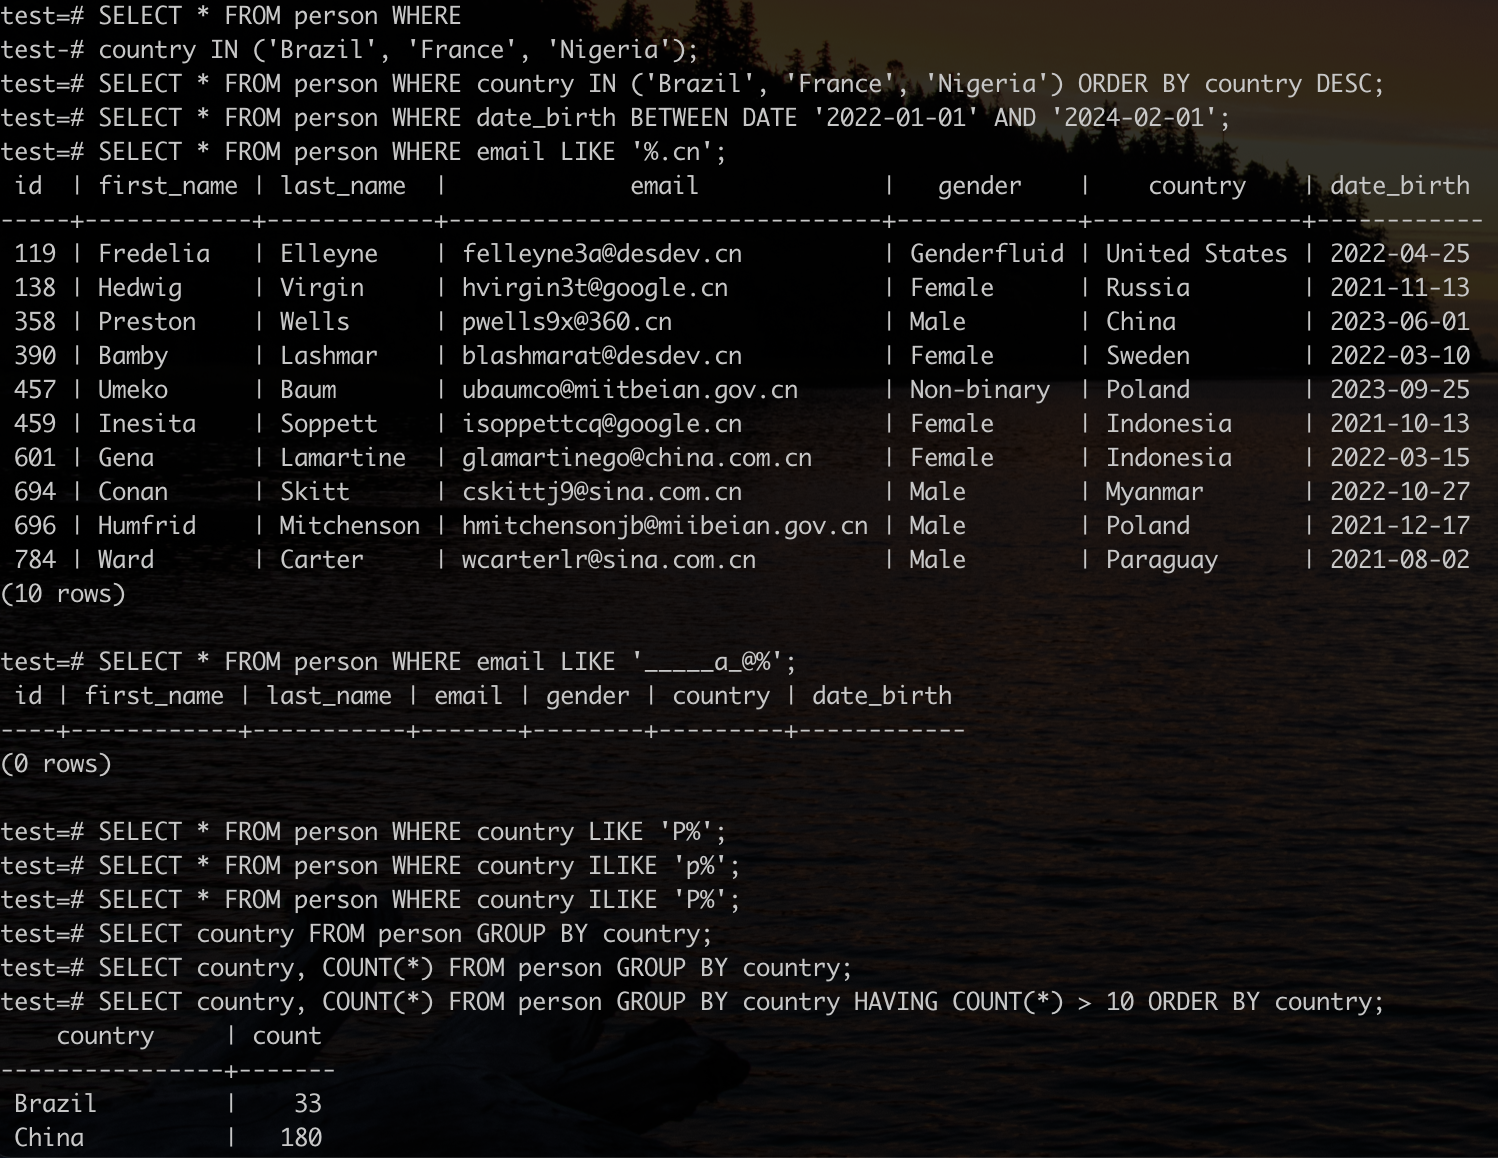 test=# SELECT * FROM person WHERE
test-# country IN ('Brazil', 'France', 'Nigeria');
test=# SELECT * FROM person WHERE country IN ('Brazil', 'France', 'Nigeria') ORDER BY country DESC;
test=# SELECT * FROM person WHERE date_birth BETWEEN DATE '2022-01-01' AND '2024-02-01';
test=# SELECT * FROM person WHERE email LIKE '%.cn';
 id  | first_name | last_name  |             email             |   gender    |    country    | date_birth
-----+------------+------------+-------------------------------+-------------+---------------+------------
 119 | Fredelia   | Elleyne    | felleyne3a@desdev.cn          | Genderfluid | United States | 2022-04-25
 138 | Hedwig     | Virgin     | hvirgin3t@google.cn           | Female      | Russia        | 2021-11-13
 358 | Preston    | Wells      | pwells9x@360.cn               | Male        | China         | 2023-06-01
 390 | Bamby      | Lashmar    | blashmarat@desdev.cn          | Female      | Sweden        | 2022-03-10
 457 | Umeko      | Baum       | ubaumco@miitbeian.gov.cn      | Non-binary  | Poland        | 2023-09-25
 459 | Inesita    | Soppett    | isoppettcq@google.cn          | Female      | Indonesia     | 2021-10-13
 601 | Gena       | Lamartine  | glamartinego@china.com.cn     | Female      | Indonesia     | 2022-03-15
 694 | Conan      | Skitt      | cskittj9@sina.com.cn          | Male        | Myanmar       | 2022-10-27
 696 | Humfrid    | Mitchenson | hmitchensonjb@miibeian.gov.cn | Male        | Poland        | 2021-12-17
 784 | Ward       | Carter     | wcarterlr@sina.com.cn         | Male        | Paraguay      | 2021-08-02
(10 rows)

test=# SELECT * FROM person WHERE email LIKE '_____a_@%';
 id | first_name | last_name | email | gender | country | date_birth
----+------------+-----------+-------+--------+---------+------------
(0 rows)

test=# SELECT * FROM person WHERE country LIKE 'P%';
test=# SELECT * FROM person WHERE country ILIKE 'p%';
test=# SELECT * FROM person WHERE country ILIKE 'P%';
test=# SELECT country FROM person GROUP BY country;
test=# SELECT country, COUNT(*) FROM person GROUP BY country;
test=# SELECT country, COUNT(*) FROM person GROUP BY country HAVING COUNT(*) > 10 ORDER BY country;
    country     | count
----------------+-------
 Brazil         |    33
 China          |   180